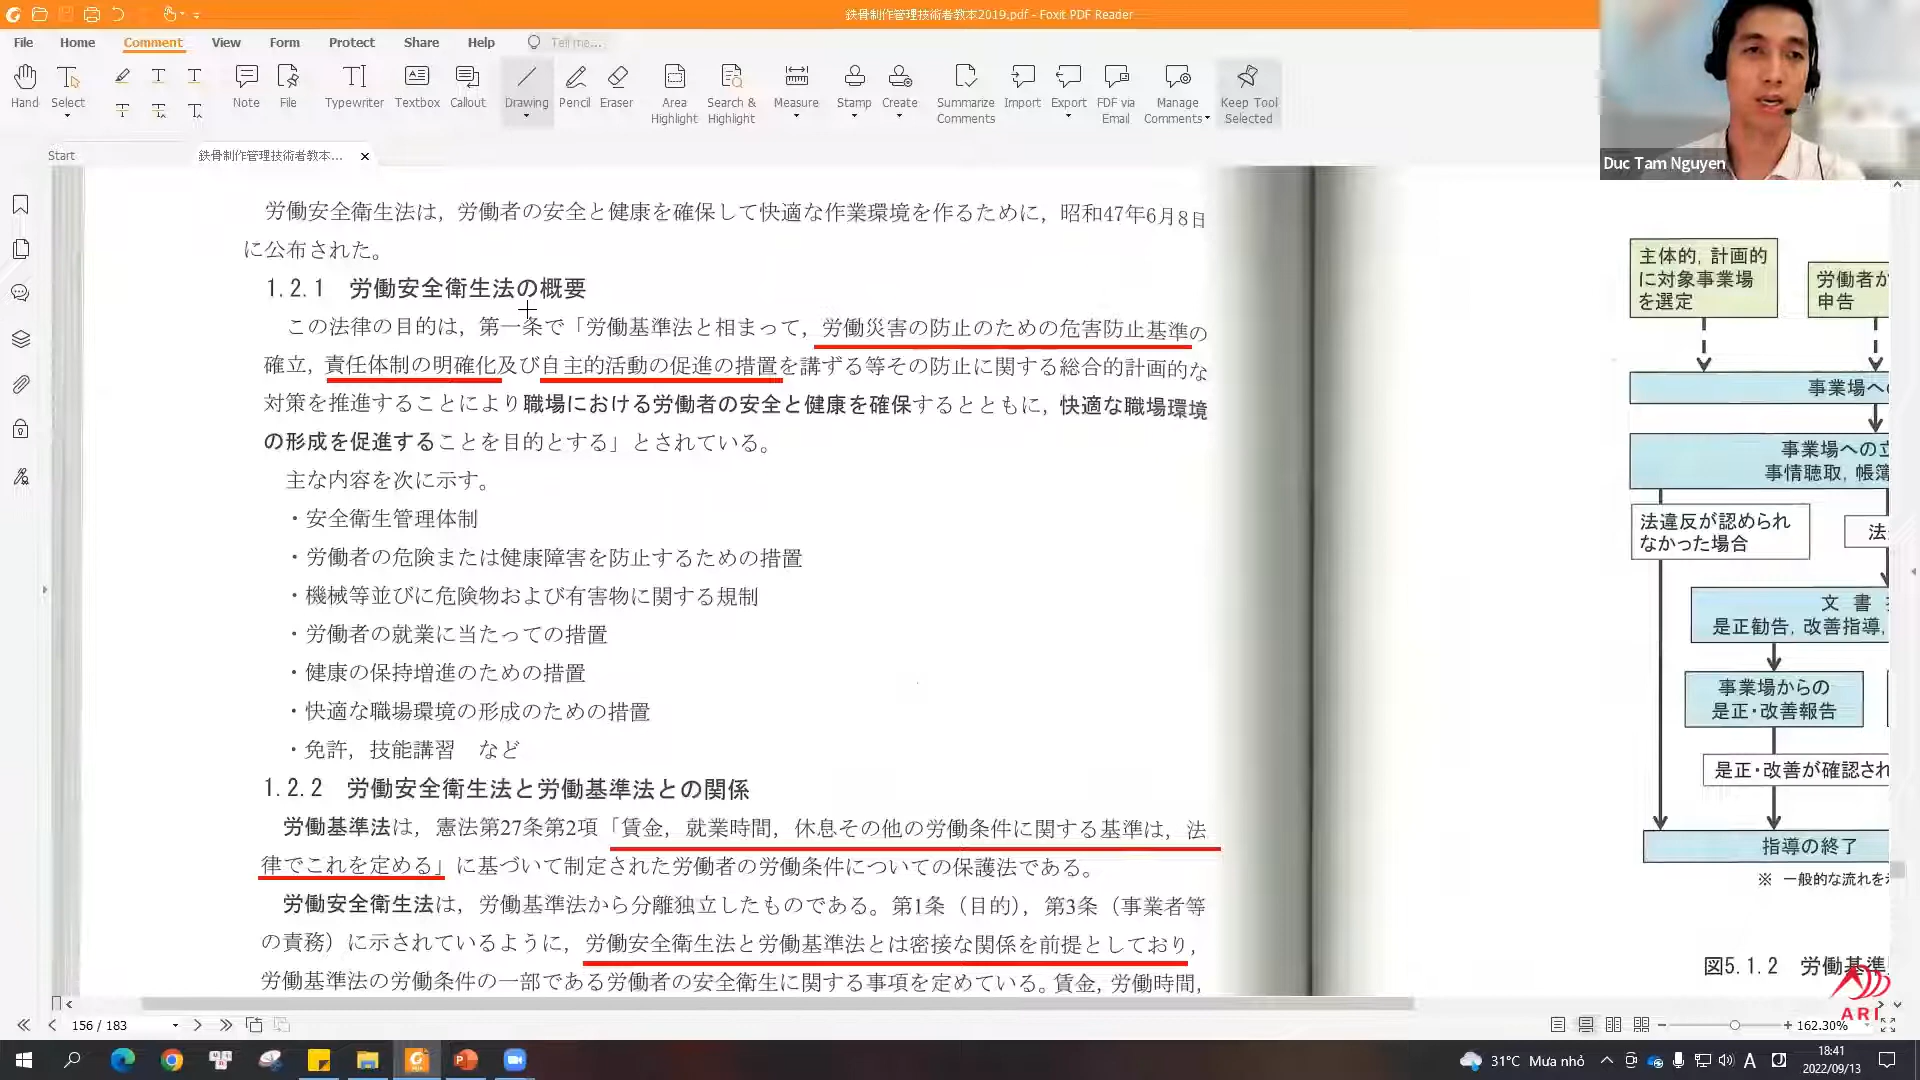 鉄骨制作管理技術者教本2019.pdf - Foxit PDF Reader
File Home Comment View Form Protect Share Help Tell me...
Hand Select Note File Typewriter Textbox Callout Drawing Pencil Eraser Area Highlight Search & Highlight Measure Stamp Create Summarize Comments Import Export FDF via Email Manage Comments Keep Tool Selected
Duc Tam Nguyen
Start 鉄骨制作管理技術者教本...
労働安全衛生法は，労働者の安全と健康を確保して快適な作業環境を作るために，昭和47年6月8日
に公布された。
1.2.1 労働安全衛生法の概要
この法律の目的は，第一条で「労働基準法と相まって，労働災害の防止のための危害防止基準の
確立，責任体制の明確化及び自主的活動の促進の措置を講ずる等その防止に関する総合的計画的な
対策を推進することにより職場における労働者の安全と健康を確保するとともに，快適な職場環境
の形成を促進することを目的とする」とされている。
主な内容を次に示す。
・安全衛生管理体制
・労働者の危険または健康障害を防止するための措置
・機械等並びに危険物および有害物に関する規制
・労働者の就業に当たっての措置
・健康の保持増進のための措置
・快適な職場環境の形成のための措置
・免許，技能講習　など
1.2.2 労働安全衛生法と労働基準法との関係
労働基準法は，憲法第27条第2項「賃金，就業時間，休息その他の労働条件に関する基準は，法
律でこれを定める」に基づいて制定された労働者の労働条件についての保護法である。
労働安全衛生法は，労働基準法から分離独立したものである。第1条（目的），第3条（事業者等
の責務）に示されているように，労働安全衛生法と労働基準法とは密接な関係を前提としており，
労働基準法の労働条件の一部である労働者の安全衛生に関する事項を定めている。賃金，労働時間，
主体的，計画的
に対象事業場
を選定
労働者か
申告
事業場へ
事業場への立
事情聴取，帳簿
法違反が認められ
なかった場合
法
文 書
是正勧告，改善指導，
事業場からの
是正・改善報告
是正・改善が確認され
指導の終了
※ 一般的な流れを
図5.1.2 労働基準
ARI
156 / 183
162.30%
31°C Mưa nhỏ
A
18:41
2022/09/13